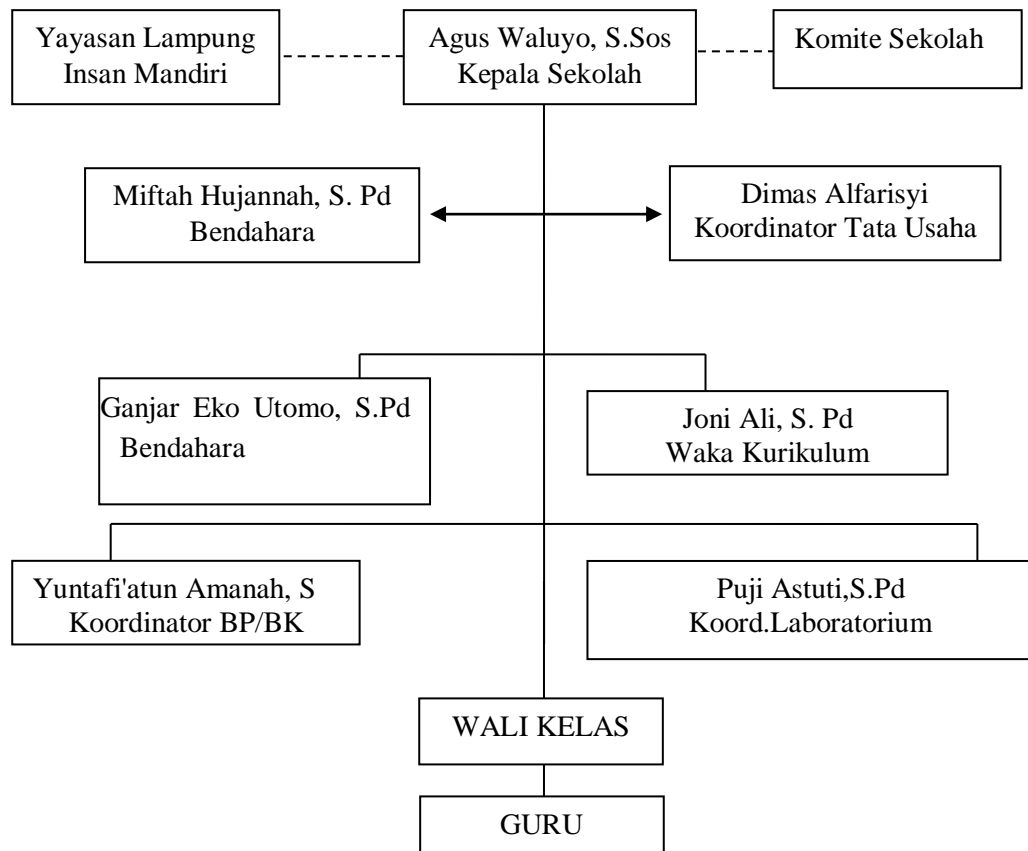 Yayasan Lampung
Insan Mandiri
Agus Waluyo, S.Sos
Kepala Sekolah
Komite Sekolah
Miftah Hujannah, S. Pd
Bendahara
Dimas Alfarisyi
Koordinator Tata Usaha
Ganjar Eko Utomo, S.Pd
Bendahara
Joni Ali, S. Pd
Waka Kurikulum
Yuntafi'atun Amanah, S
Koordinator BP/BK
Puji Astuti,S.Pd
Koord.Laboratorium
WALI KELAS
GURU